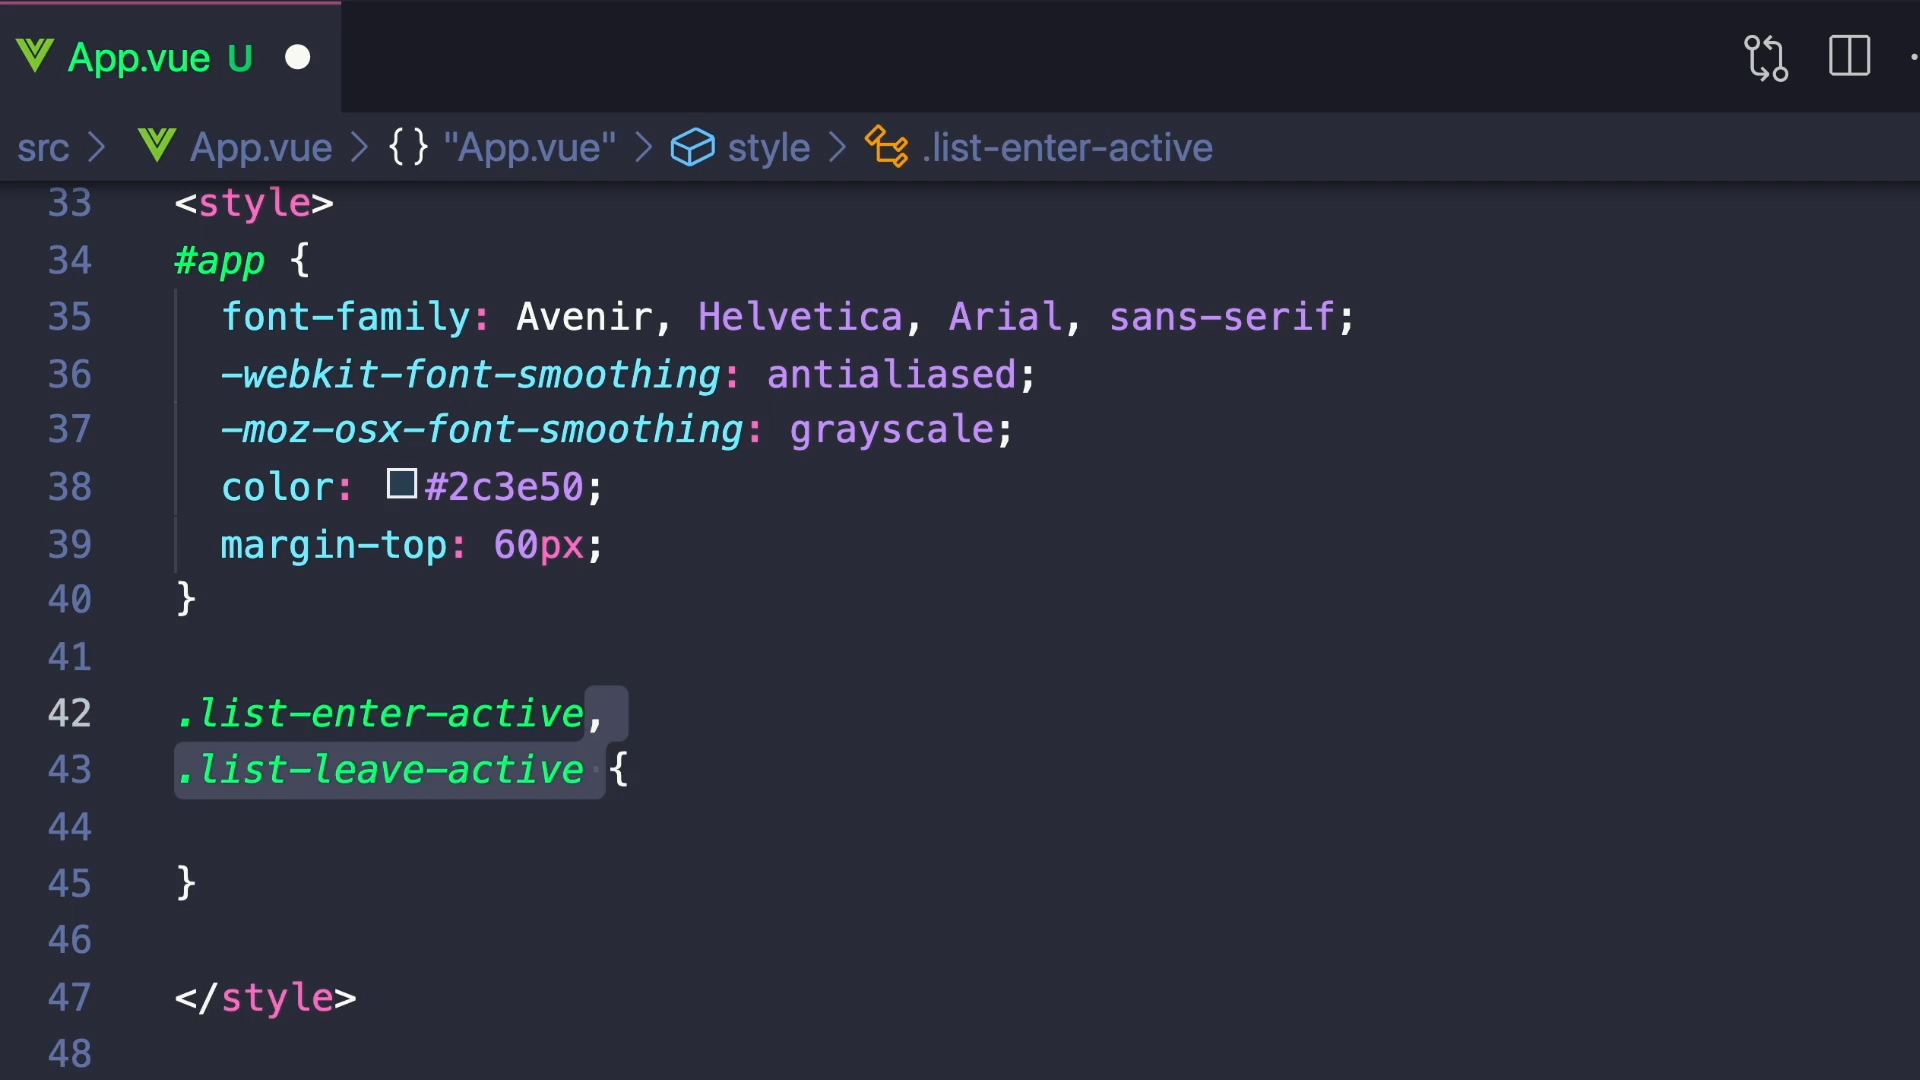 App.vue U
src > App.vue > {} "App.vue" > style > .list-enter-active
33 <style>
34 #app {
35 font-family: Avenir, Helvetica, Arial, sans-serif;
36 -webkit-font-smoothing: antialiased;
37 -moz-osx-font-smoothing: grayscale;
38 color: #2c3e50;
39 margin-top: 60px;
40 }
41
42 .list-enter-active,
43 .list-leave-active {
44
45 }
46
47 </style>
48